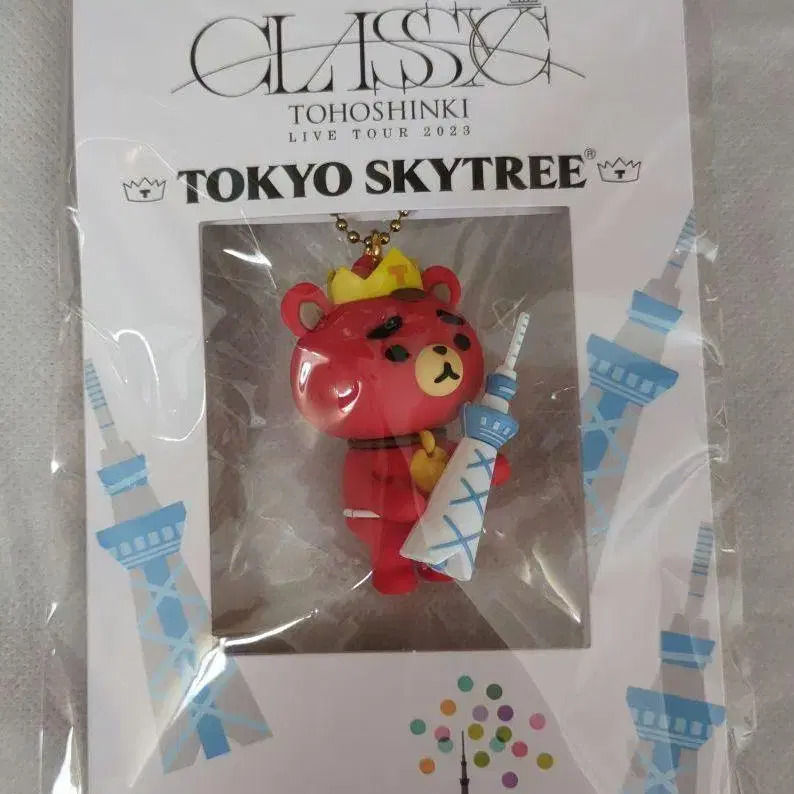 CLASSYC
TOHOSHINKI
LIVE TOUR 2023
T TOKYO SKYTREE® T
T